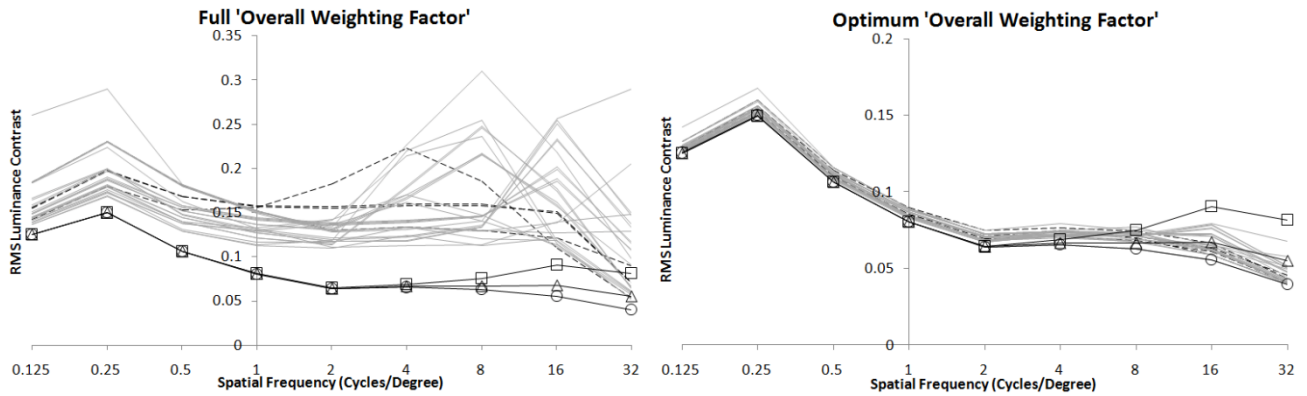 Full 'Overall Weighting Factor'
0.35
0.3
0.25
0.2
0.15
0.1
0.05
0
RMS Luminance Contrast
0.125 0.25 0.5 1 2 4 8 16 32
Spatial Frequency (Cycles/Degree)
Optimum 'Overall Weighting Factor'
0.2
0.15
0.1
0.05
0
RMS Luminance Contrast
0.125 0.25 0.5 1 2 4 8 16 32
Spatial Frequency (Cycles/Degree)